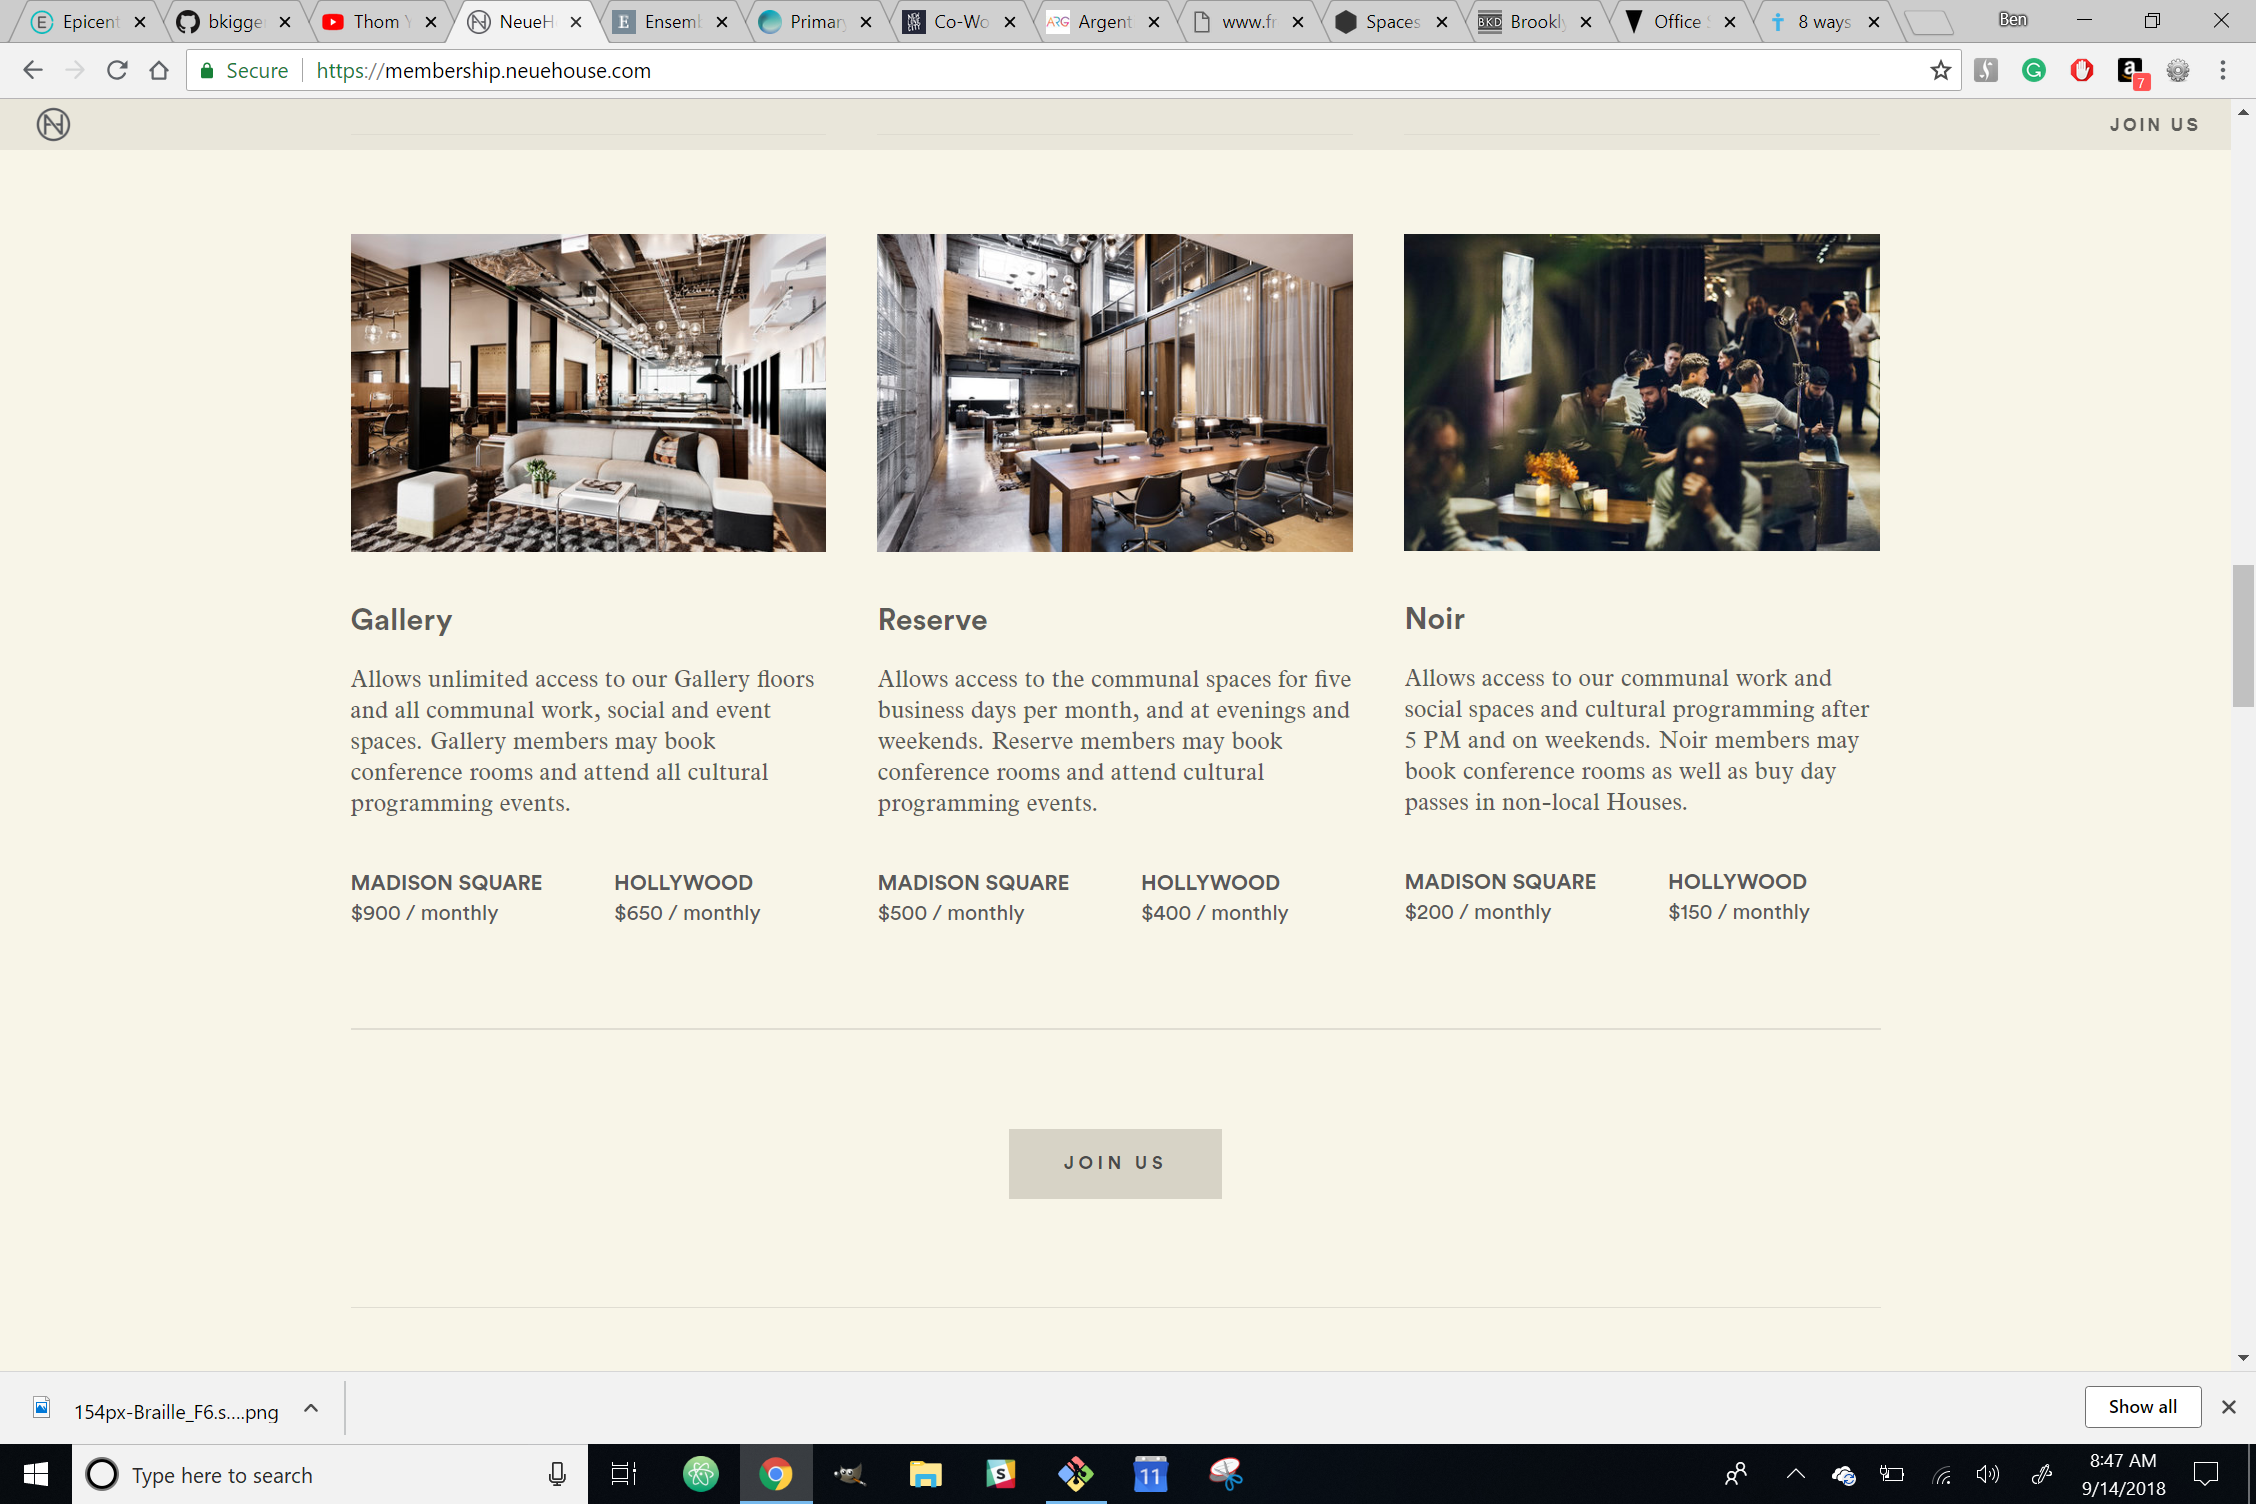 Epicent
bkigge
Thom Y
NeueH
Ensemb
Primary
Co-Wo
Argent
www.fr
Spaces
Brookly
Office S
8 ways
Ben
Secure
https://membership.neuehouse.com
7
JOIN US
Gallery
Allows unlimited access to our Gallery floors
and all communal work, social and event
spaces. Gallery members may book
conference rooms and attend all cultural
programming events.
MADISON SQUARE
$900 / monthly
HOLLYWOOD
$650 / monthly
Reserve
Allows access to the communal spaces for five
business days per month, and at evenings and
weekends. Reserve members may book
conference rooms and attend cultural
programming events.
MADISON SQUARE
$500 / monthly
HOLLYWOOD
$400 / monthly
Noir
Allows access to our communal work and
social spaces and cultural programming after
5 PM and on weekends. Noir members may
book conference rooms as well as buy day
passes in non-local Houses.
MADISON SQUARE
$200 / monthly
HOLLYWOOD
$150 / monthly
JOIN US
154px-Braille_F6.s....png
Show all
Type here to search
11
8:47 AM
9/14/2018